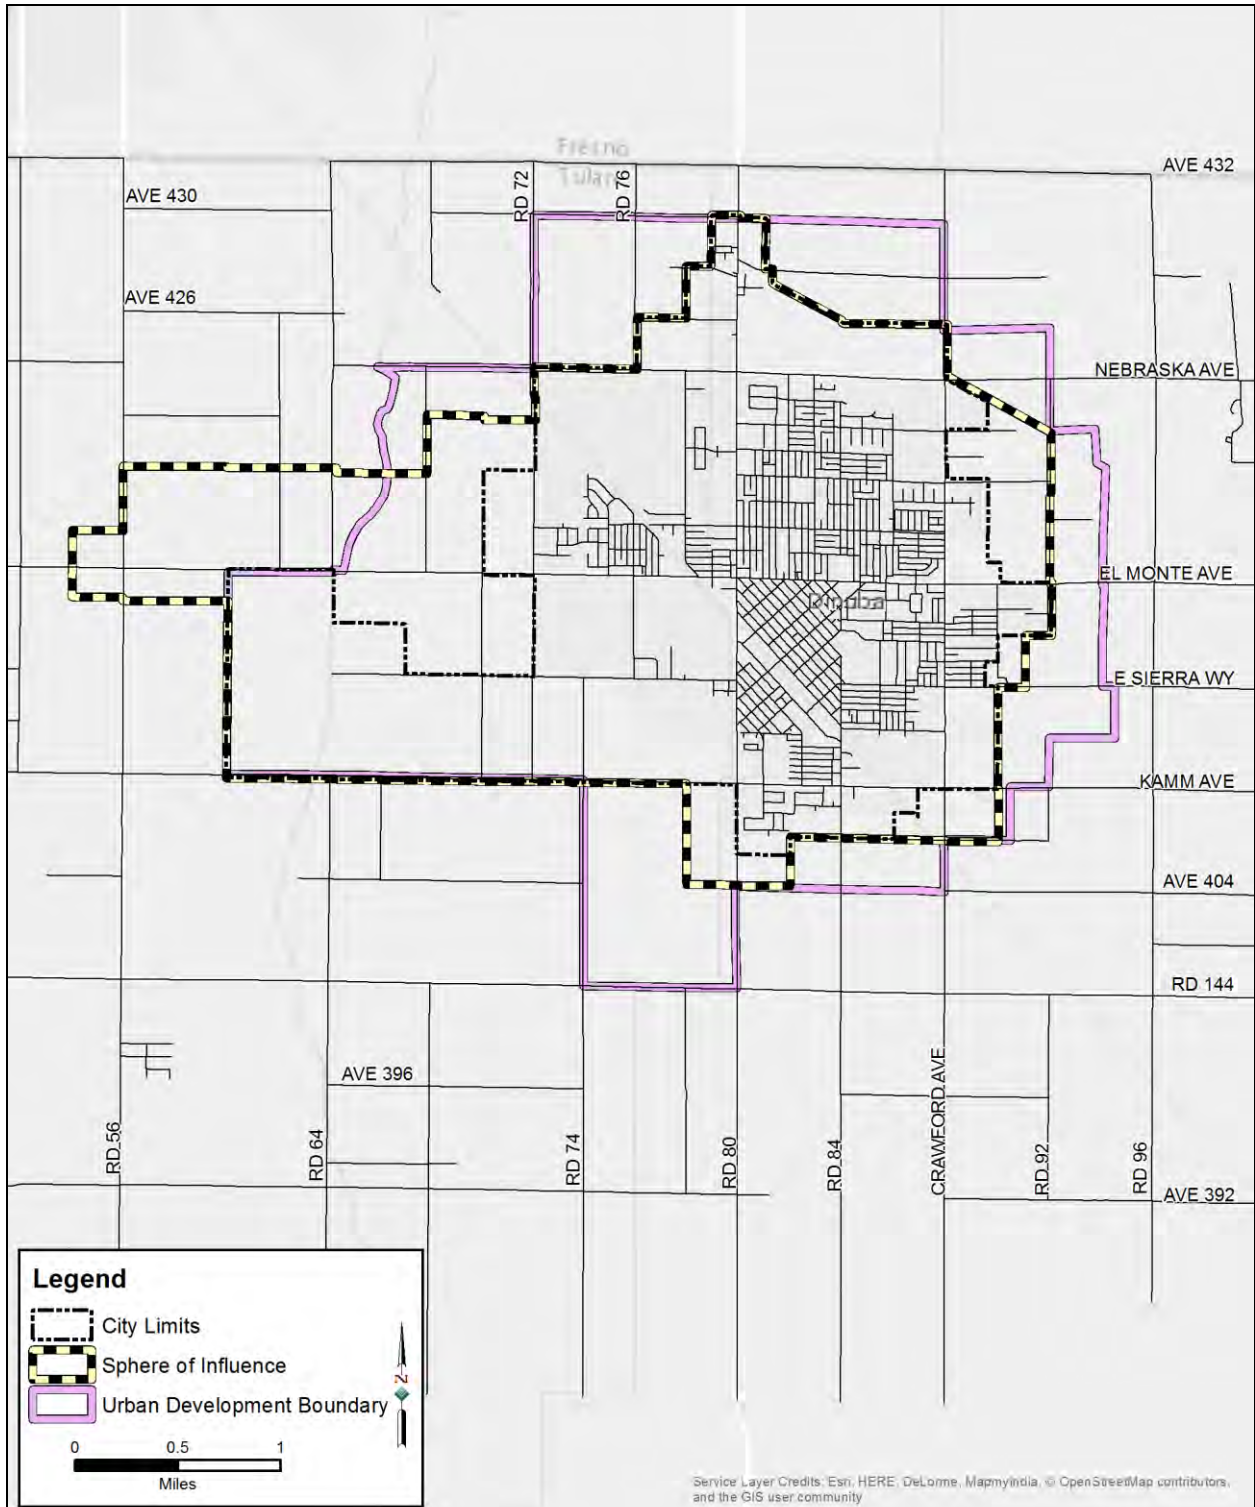 Fresno
Tulare
AVE 432
RD 72
RD 76
AVE 430
AVE 426
NEBRASKA AVE
EL MONTE AVE
Dinuba
E SIERRA WY
KAMM AVE
AVE 404
RD 144
AVE 396
RD 56
RD 64
RD 74
RD 80
RD 84
CRAWFORD AVE
RD 92
RD 96
AVE 392
Legend
City Limits
Sphere of Influence
Urban Development Boundary
N
0 0.5 1
Miles
Service Layer Credits: Esri, HERE, DeLorme, MapmyIndia, © OpenStreetMap contributors,
and the GIS user community